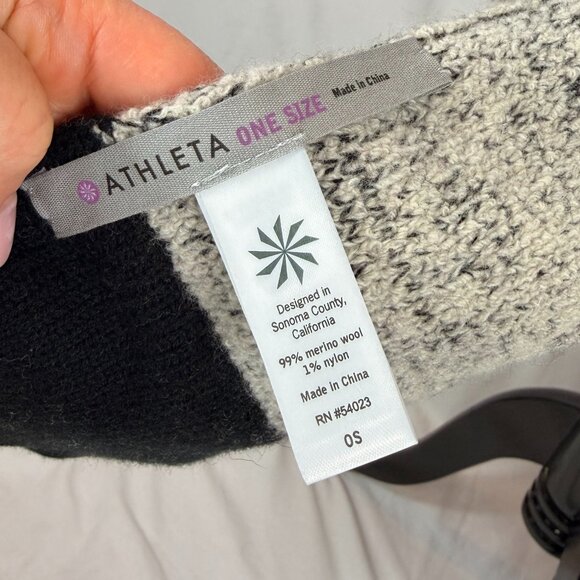 ATHLETA ONE SIZE Made in China
Designed in
Sonoma County,
California
99% merino wool
1% nylon
Made in China
RN #54023
OS